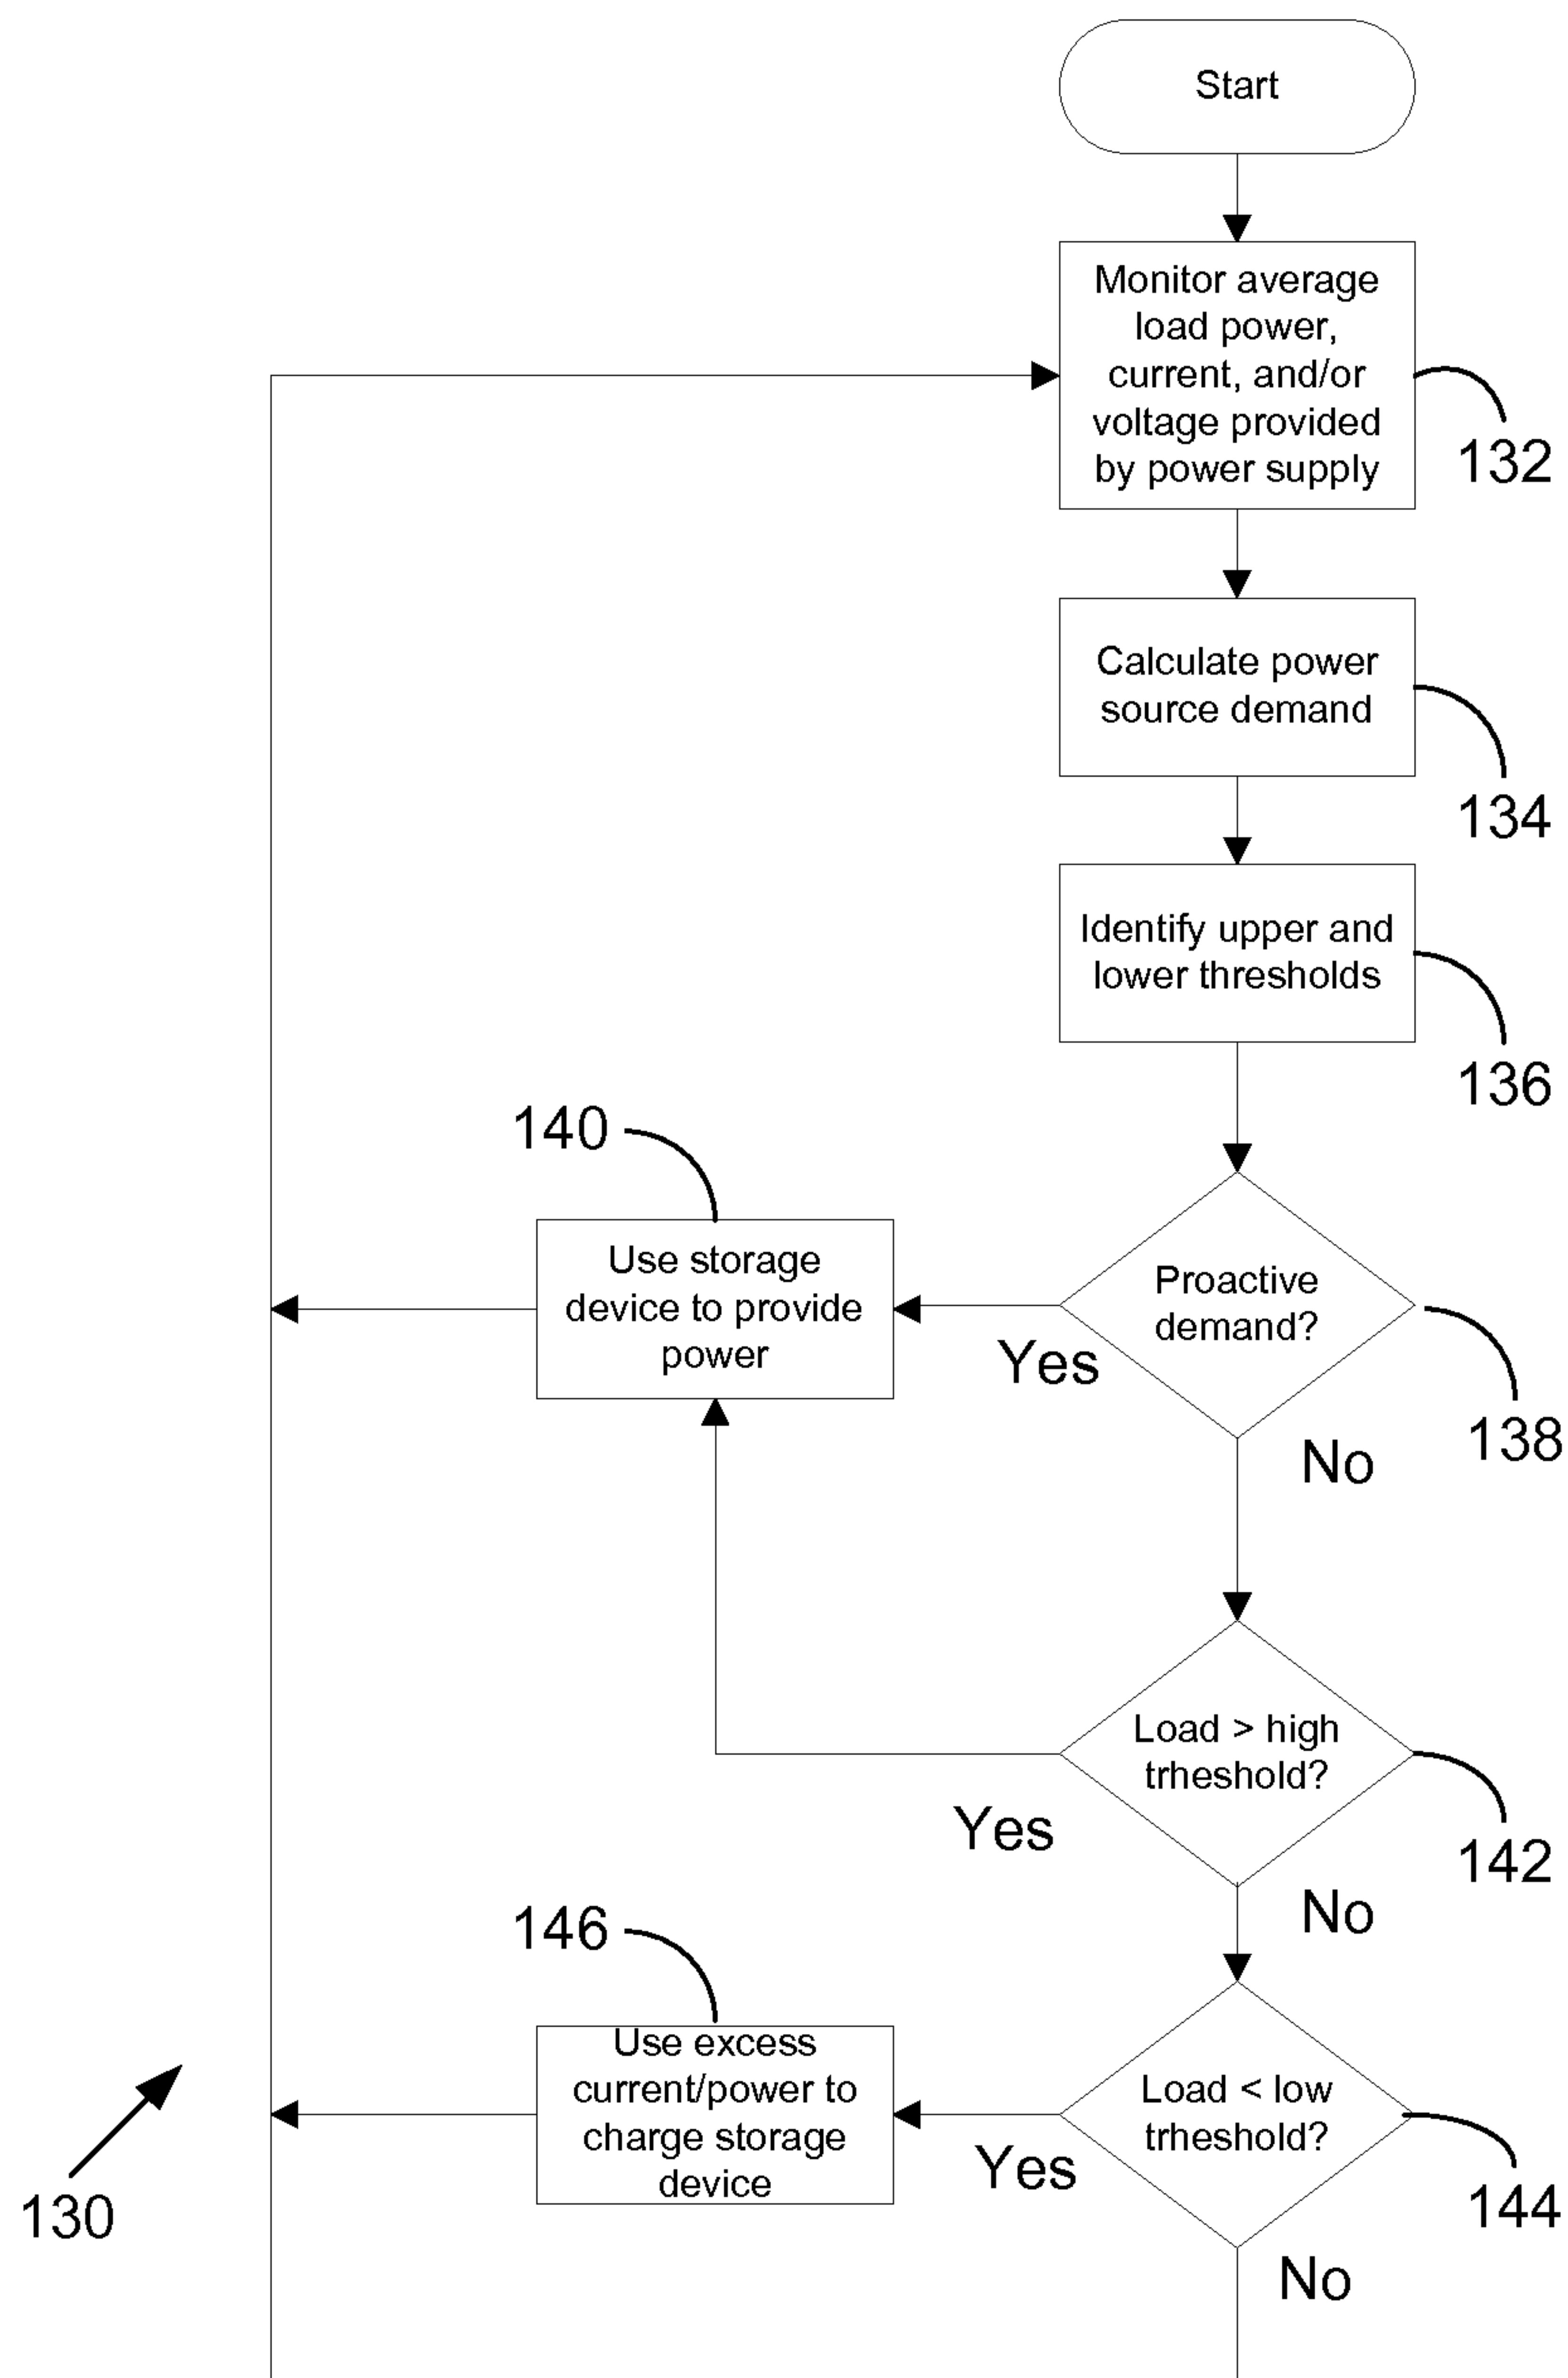 Start
Monitor average
load power,
current, and/or
voltage provided
by power supply
132
Calculate power
source demand
134
Identify upper and
lower thresholds
136
140
Use storage
device to provide
power
Proactive
demand?
Yes
138
No
Load > high
trheshold?
Yes
142
No
146
Use excess
current/power to
charge storage
device
Load < low
trheshold?
Yes
144
130
No